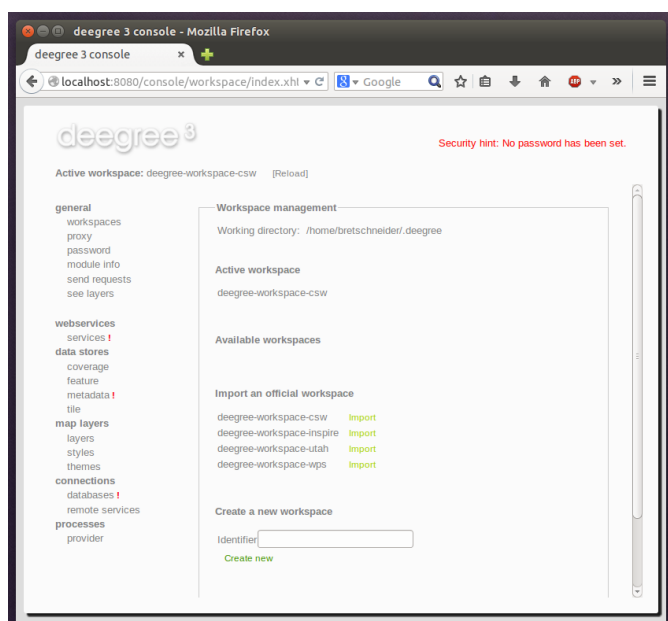 deegree 3 console - Mozilla Firefox
deegree 3 console
localhost:8080/console/workspace/index.xhl
Google
ABP
deegree 3
Security hint: No password has been set.
Active workspace: deegree-workspace-csw [Reload]
general
workspaces
proxy
password
module info
send requests
see layers
webservices
services !
data stores
coverage
feature
metadata !
tile
map layers
layers
styles
themes
connections
databases !
remote services
processes
provider
Workspace management
Working directory: /home/bretschneider/.deegree
Active workspace
deegree-workspace-csw
Available workspaces
Import an official workspace
deegree-workspace-csw Import
deegree-workspace-inspire Import
deegree-workspace-utah Import
deegree-workspace-wps Import
Create a new workspace
Identifier
Create new